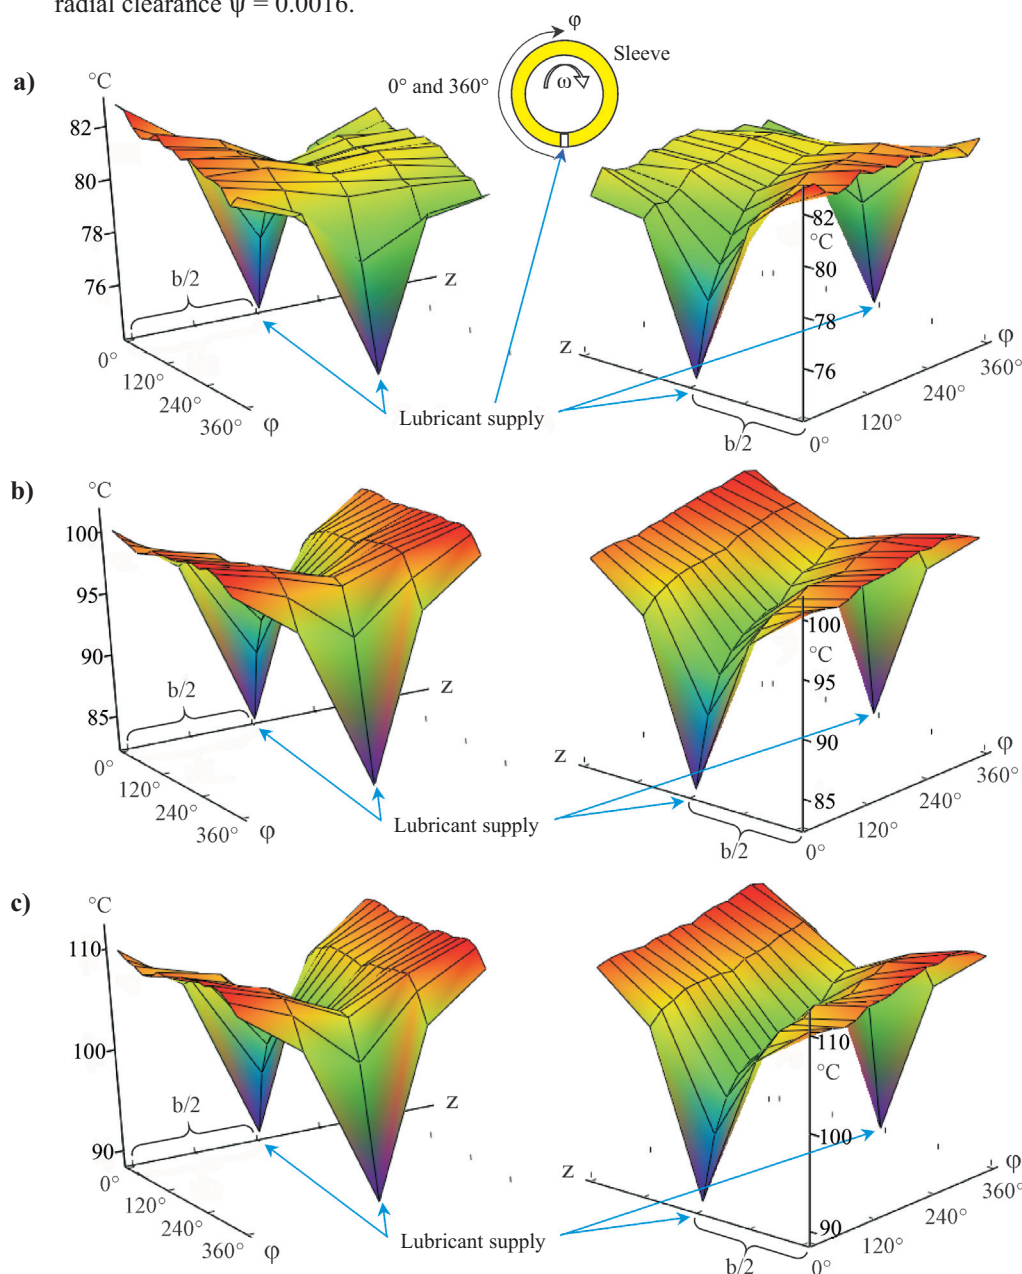 radial clearance ψ = 0.0016.
a)
°C
82
80
78
76
b/2
z
0°
120°
240°
360°
φ
φ
Sleeve
0° and 360°
ω
Lubricant supply
82
°C
80
78
76
z
b/2
0°
120°
240°
360°
φ
b)
°C
100
95
90
85
b/2
z
0°
120°
240°
360°
φ
Lubricant supply
100
°C
95
90
85
z
b/2
0°
120°
240°
360°
φ
c)
°C
110
100
90
b/2
z
0°
120°
240°
360°
φ
Lubricant supply
110
°C
100
90
z
b/2
0°
120°
240°
360°
φ